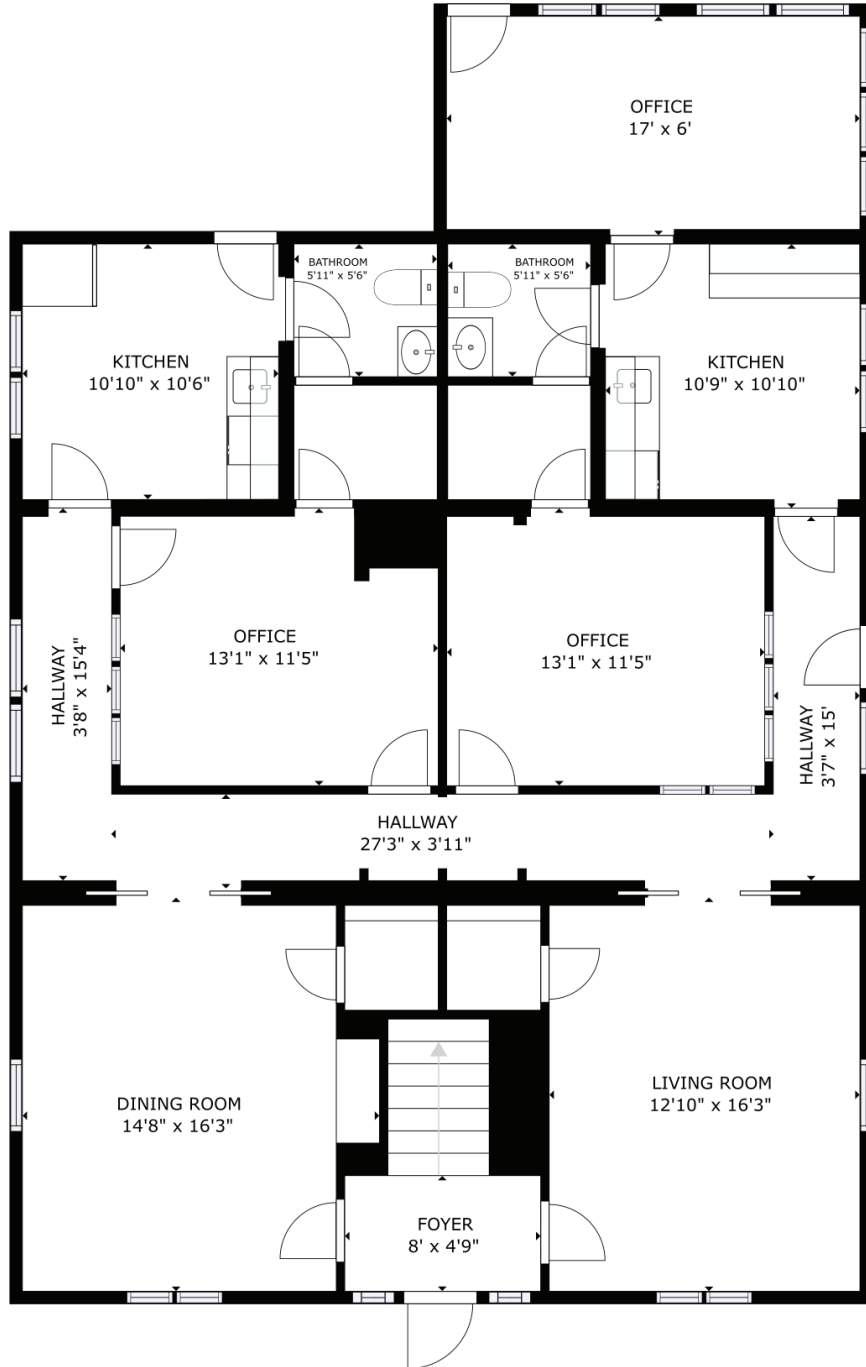 OFFICE
17' x 6'
BATHROOM
5'11" x 5'6"
BATHROOM
5'11" x 5'6"
KITCHEN
10'10" x 10'6"
KITCHEN
10'9" x 10'10"
OFFICE
13'1" x 11'5"
OFFICE
13'1" x 11'5"
HALLWAY
3'8" x 15'4"
HALLWAY
3'7" x 15'
HALLWAY
27'3" x 3'11"
DINING ROOM
14'8" x 16'3"
LIVING ROOM
12'10" x 16'3"
FOYER
8' x 4'9"